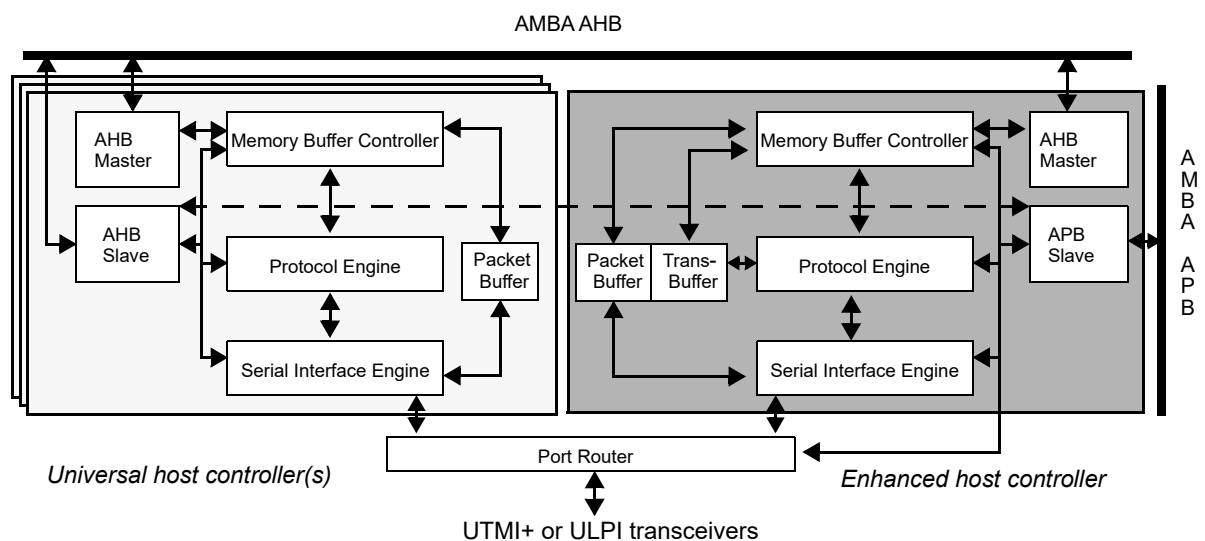 AMBA AHB
AHB
Master
Memory Buffer Controller
AHB
Slave
Protocol Engine
Packet
Buffer
Serial Interface Engine
Memory Buffer Controller
AHB
Master
Packet
Buffer
Trans-
Buffer
Protocol Engine
APB
Slave
Serial Interface Engine
AMBA APB
Port Router
Universal host controller(s)
Enhanced host controller
UTMI+ or ULPI transceivers